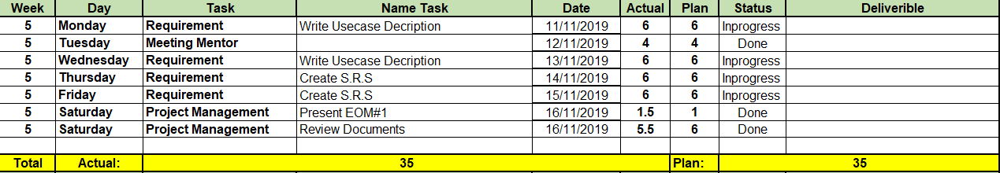 Week Day Task Name Task Date Actual Plan Status Deliverible
5 Monday Requirement Write Usecase Decription 11/11/2019 6 6 Inprogress
5 Tuesday Meeting Mentor 12/11/2019 4 4 Done
5 Wednesday Requirement Write Usecase Decription 13/11/2019 6 6 Inprogress
5 Thursday Requirement Create S.R.S 14/11/2019 6 6 Inprogress
5 Friday Requirement Create S.R.S 15/11/2019 6 6 Inprogress
5 Saturday Project Management Present EOM#1 16/11/2019 1.5 1 Done
5 Saturday Project Management Review Documents 16/11/2019 5.5 6 Done
Total Actual: 35 Plan: 35